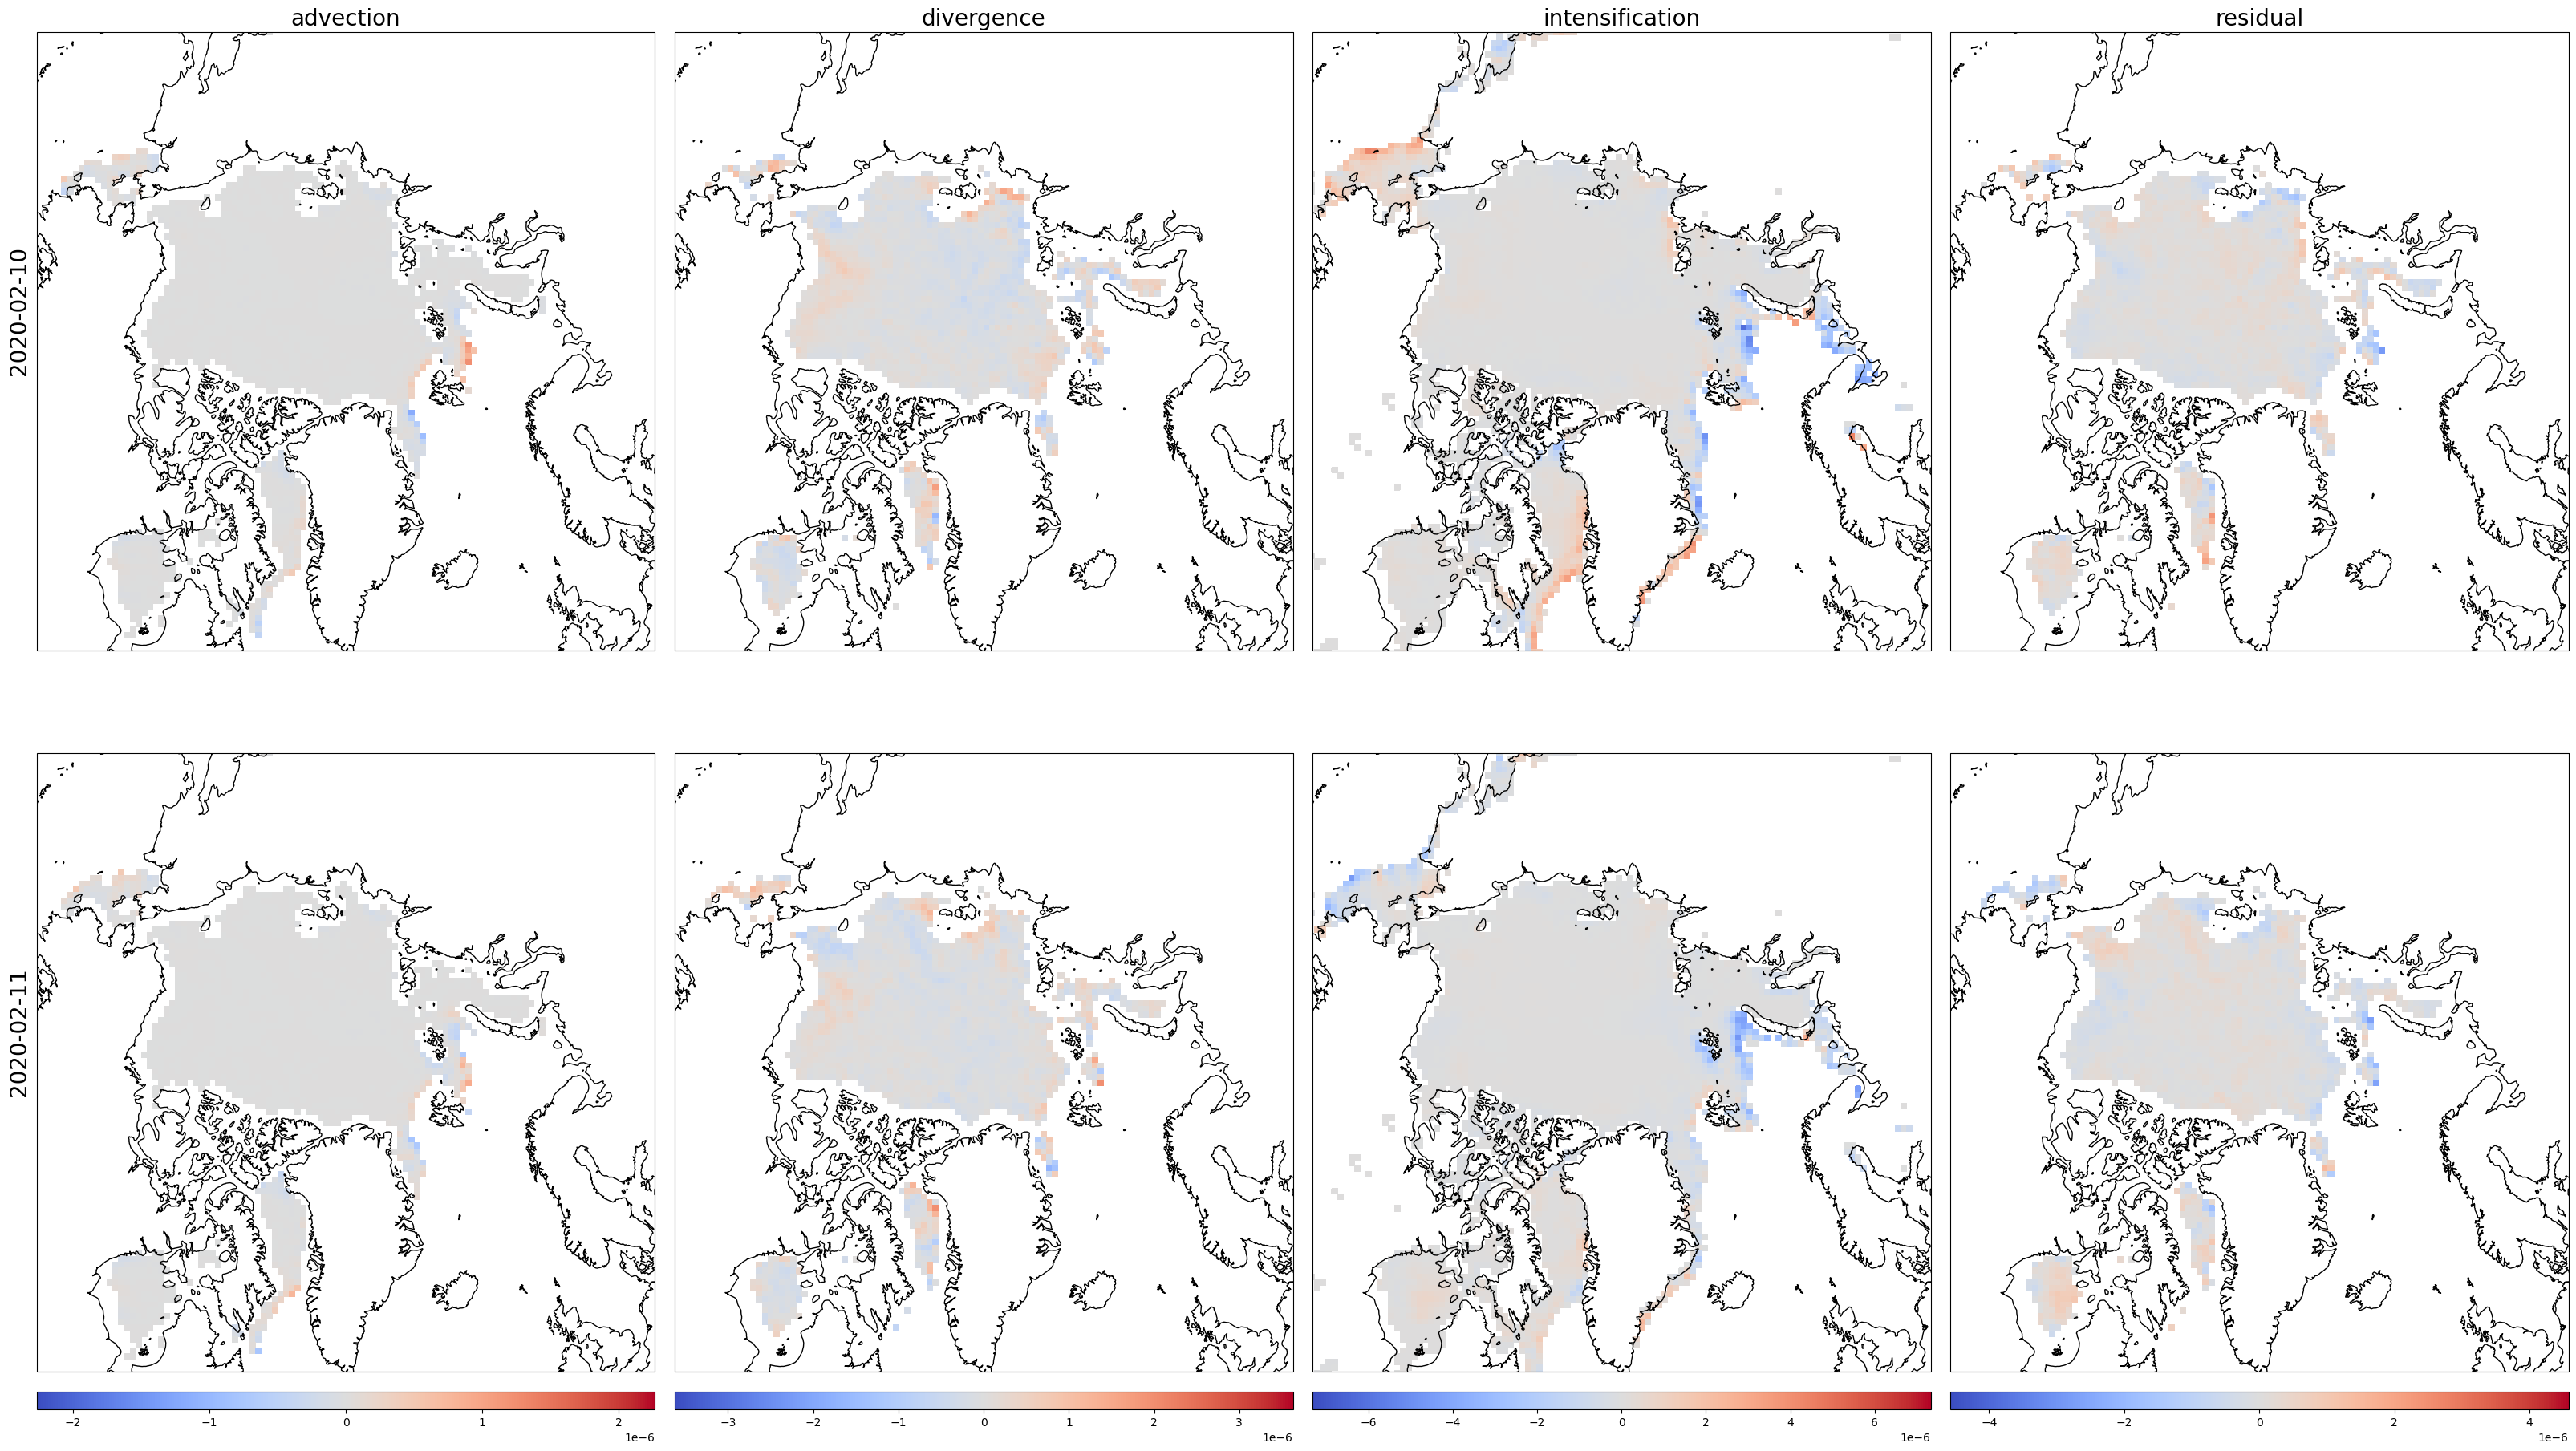 advection divergence intensification residual
2020-02-10
2020-02-11
−2 −1 0 1 2 −3 −2 −1 0 1 2 3 −6 −4 −2 0 2 4 6 −4 −2 0 2 4
1e−6 1e−6 1e−6 1e−6